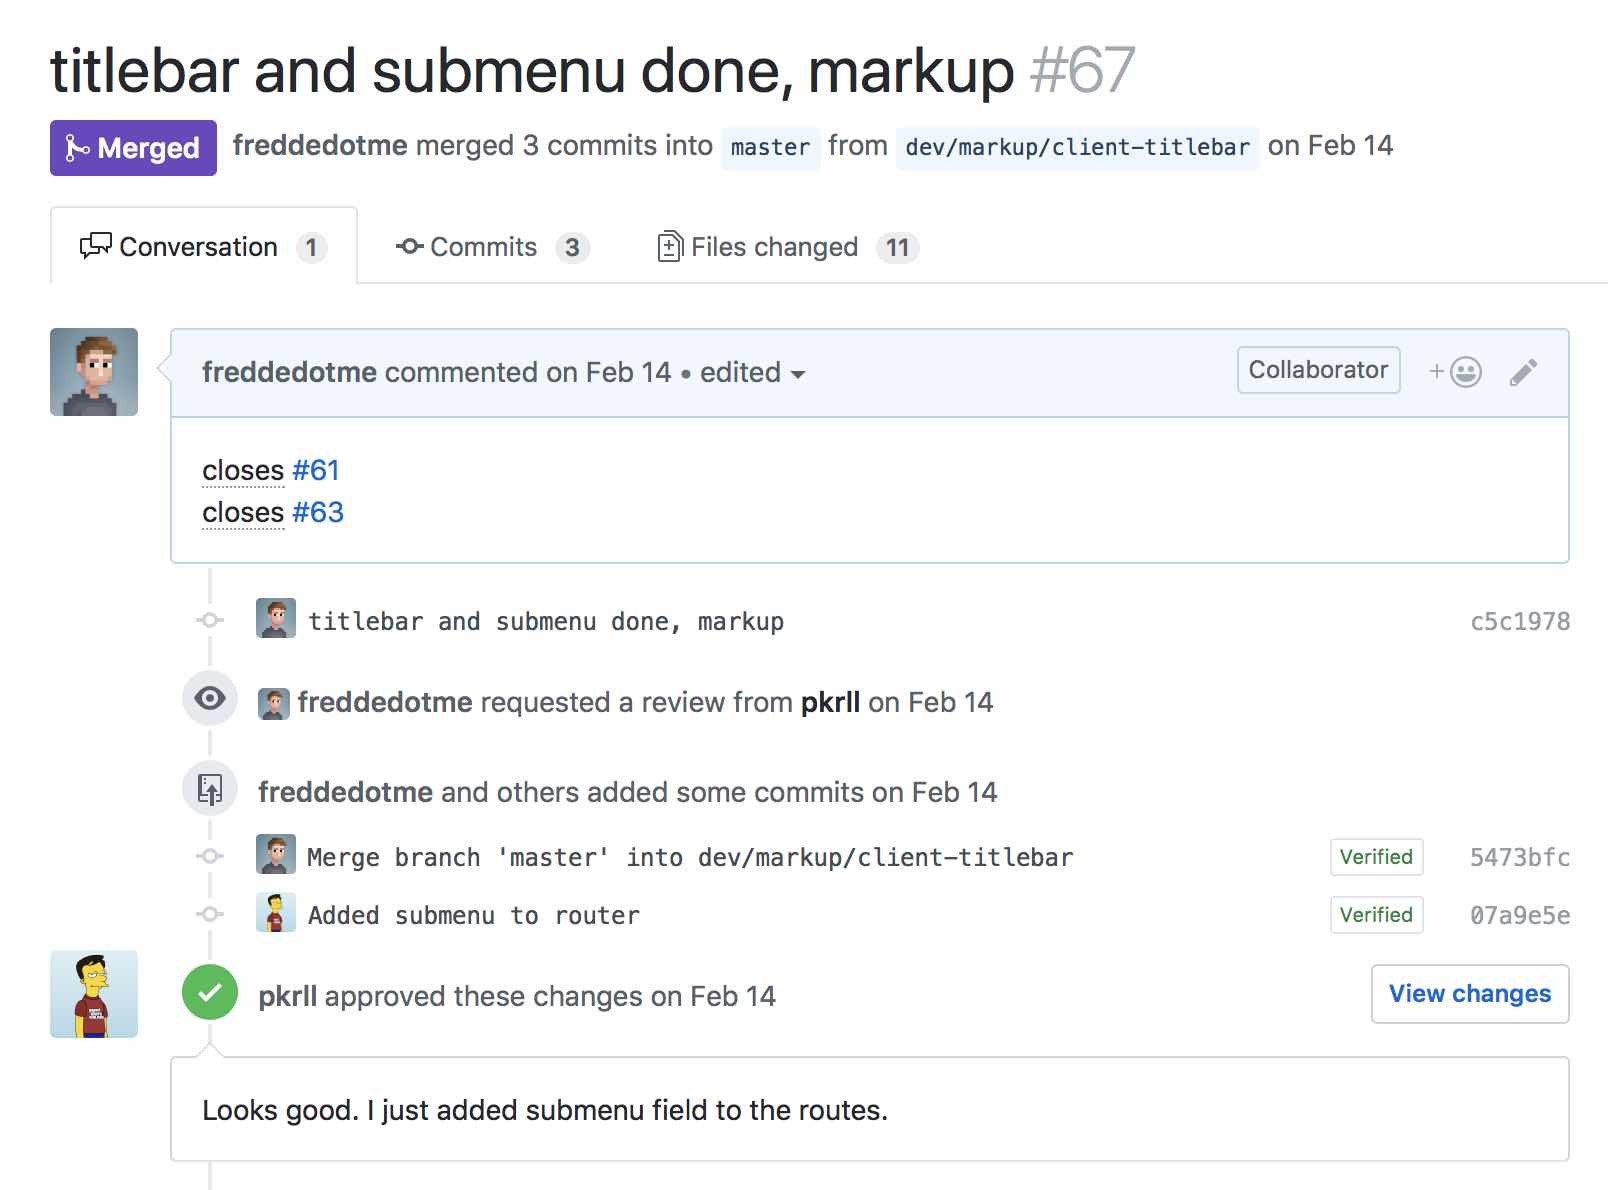 titlebar and submenu done, markup #67
Merged freddedotme merged 3 commits into master from dev/markup/client-titlebar on Feb 14
Conversation 1 Commits 3 Files changed 11
freddedotme commented on Feb 14 • edited Collaborator +
closes #61
closes #63
titlebar and submenu done, markup c5c1978
freddedotme requested a review from pkrll on Feb 14
freddedotme and others added some commits on Feb 14
Merge branch 'master' into dev/markup/client-titlebar Verified 5473bfc
Added submenu to router Verified 07a9e5e
pkrll approved these changes on Feb 14 View changes
Looks good. I just added submenu field to the routes.